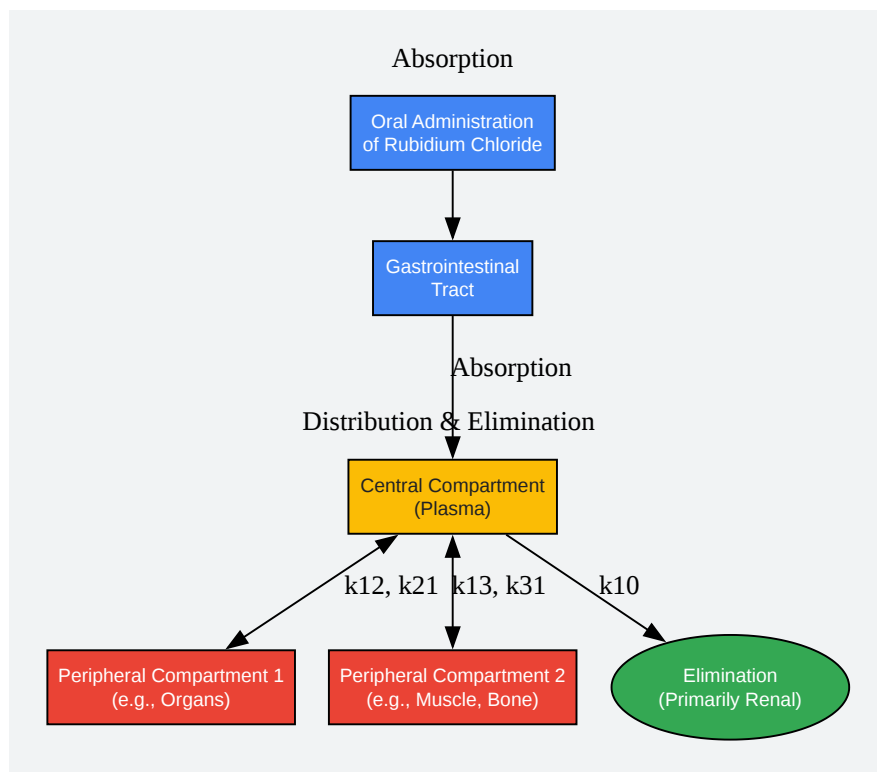 Absorption
Oral Administration
of Rubidium Chloride
Gastrointestinal
Tract
Absorption
Distribution & Elimination
Central Compartment
(Plasma)
k12, k21
k13, k31
k10
Peripheral Compartment 1
(e.g., Organs)
Peripheral Compartment 2
(e.g., Muscle, Bone)
Elimination
(Primarily Renal)